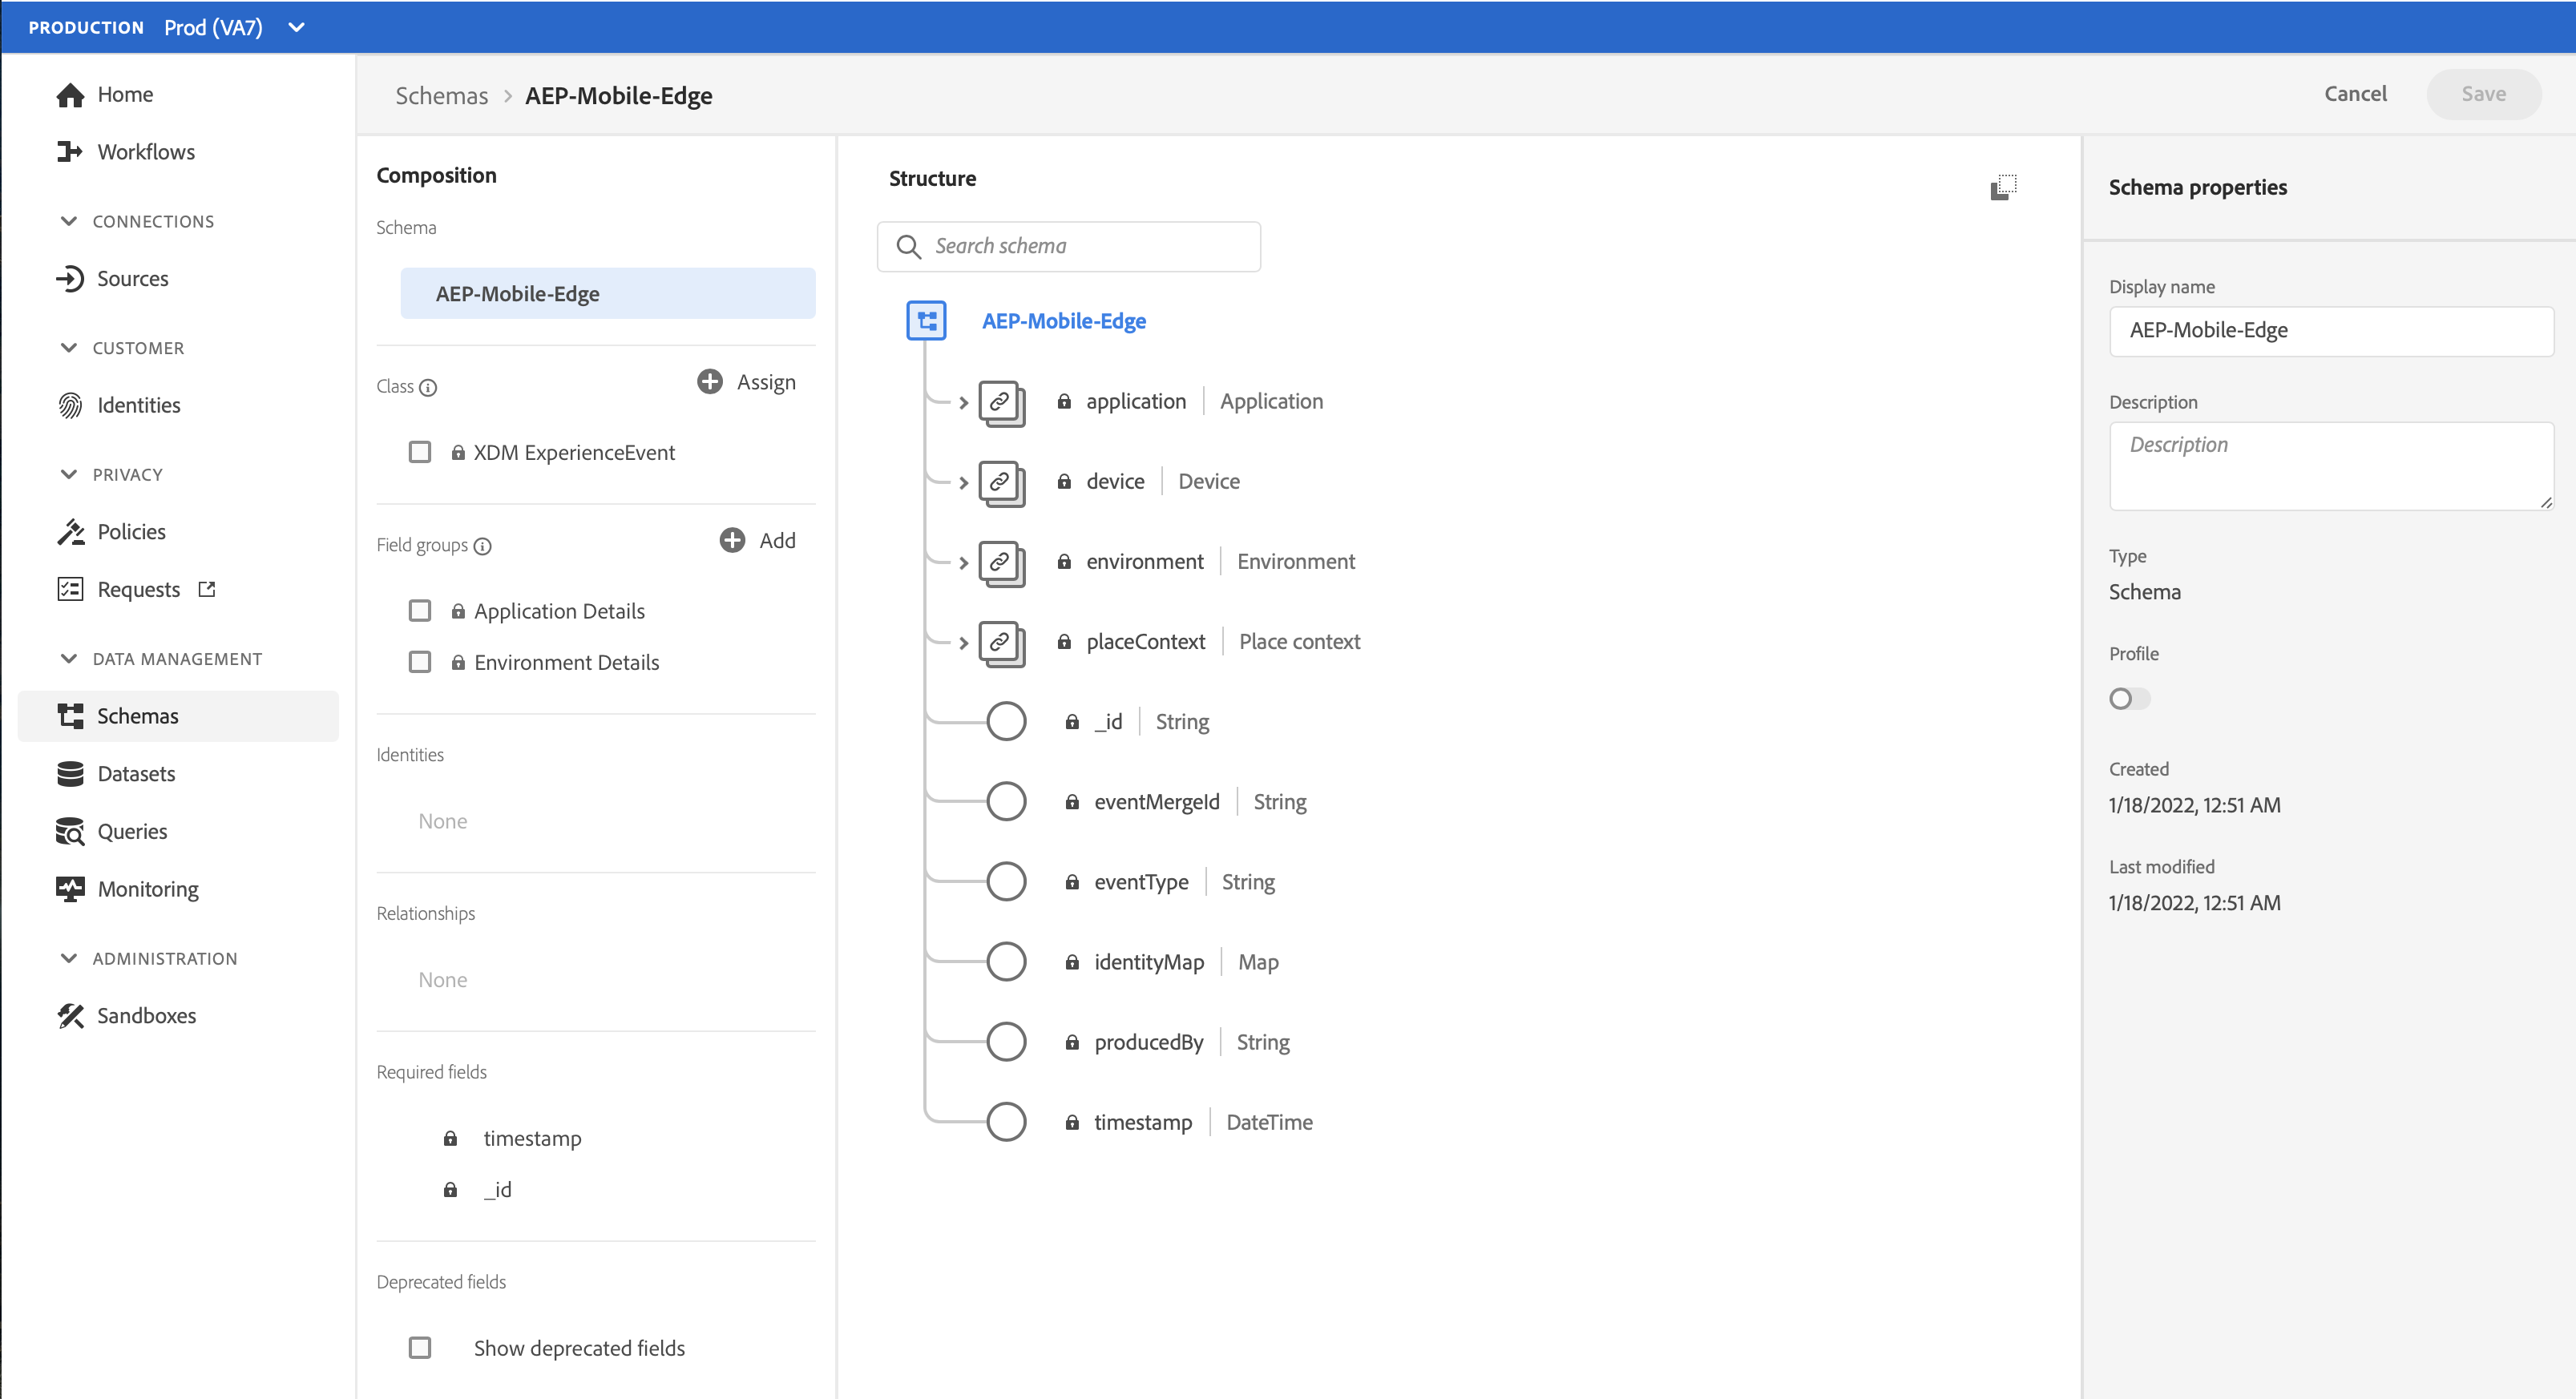 PRODUCTION Prod (VA7)
Home
Workflows
CONNECTIONS
Sources
CUSTOMER
Identities
PRIVACY
Policies
Requests
DATA MANAGEMENT
Schemas
Datasets
Queries
Monitoring
ADMINISTRATION
Sandboxes
Schemas > AEP-Mobile-Edge
Cancel
Save
Composition
Schema
AEP-Mobile-Edge
Class
Assign
XDM ExperienceEvent
Field groups
Add
Application Details
Environment Details
Identities
None
Relationships
None
Required fields
timestamp
_id
Deprecated fields
Show deprecated fields
Structure
Search schema
AEP-Mobile-Edge
application | Application
device | Device
environment | Environment
placeContext | Place context
_id | String
eventMergeId | String
eventType | String
identityMap | Map
producedBy | String
timestamp | DateTime
Schema properties
Display name
AEP-Mobile-Edge
Description
Description
Type
Schema
Profile
Created
1/18/2022, 12:51 AM
Last modified
1/18/2022, 12:51 AM